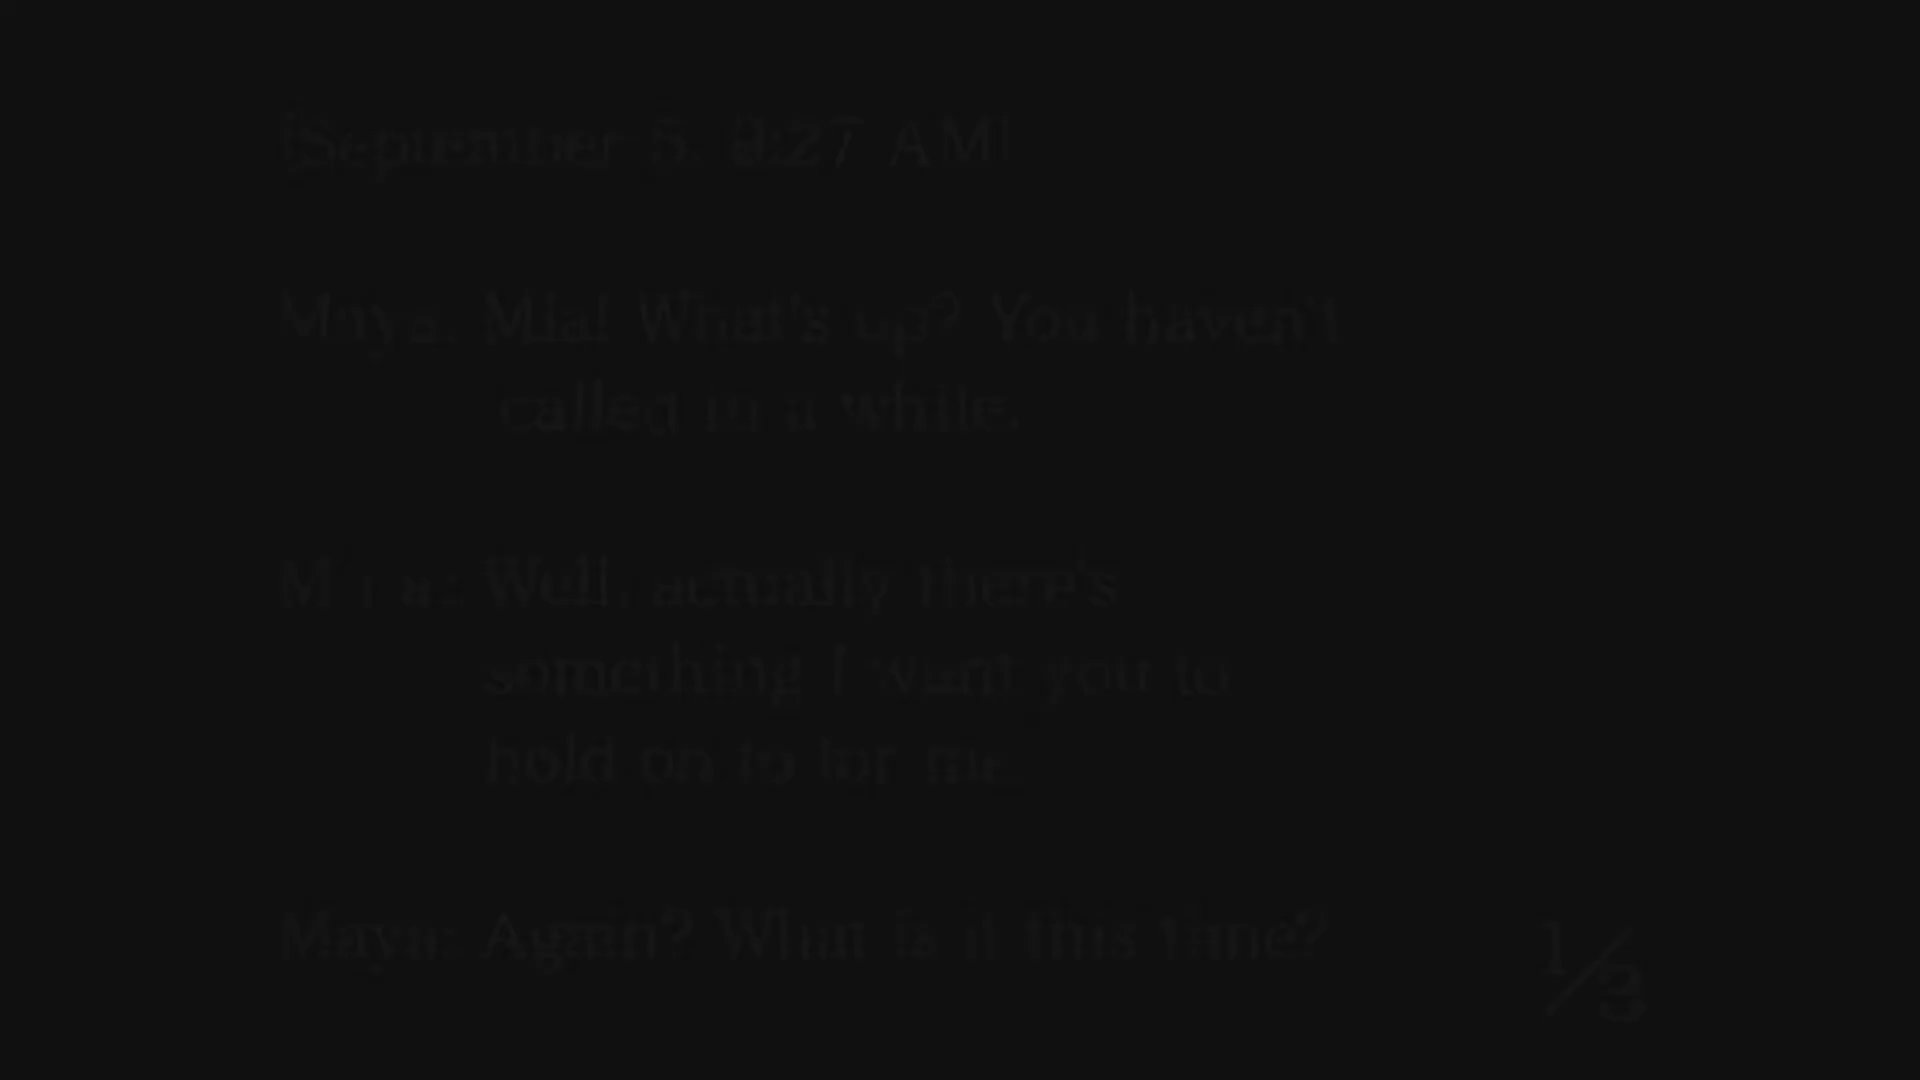 [September 5, 9:27 AM]
Maya: Mia! What's up? You haven't
called in a while.
Mia: Well, actually there's
something I want you to
hold on to for me.
Maya: Again? What is it this time?
1/3